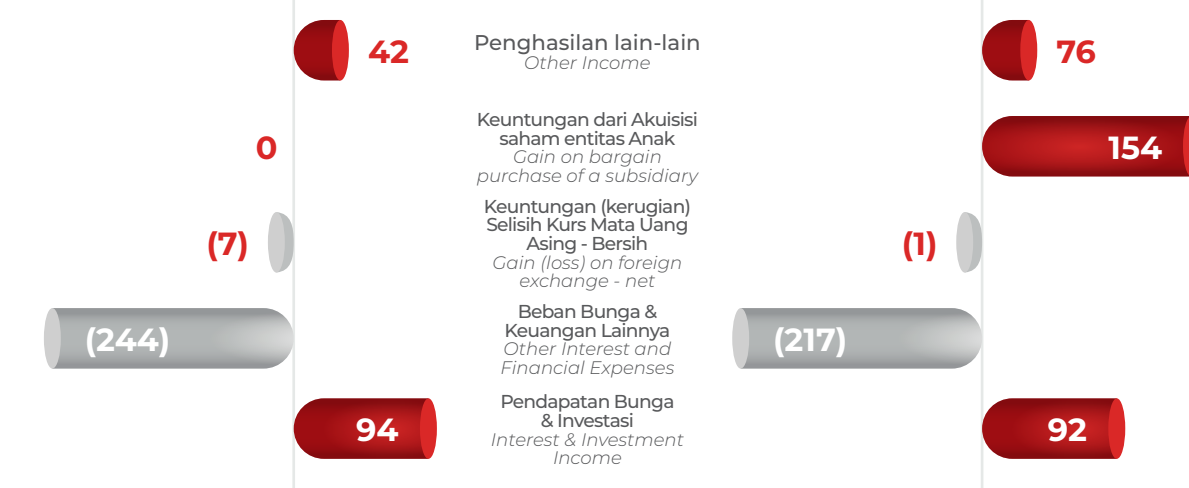 42
Penghasilan lain-lain
Other Income
76
0
Keuntungan dari Akuisisi
saham entitas Anak
Gain on bargain
purchase of a subsidiary
154
(7)
Keuntungan (kerugian)
Selisih Kurs Mata Uang
Asing - Bersih
Gain (loss) on foreign
exchange - net
(1)
(244)
Beban Bunga &
Keuangan Lainnya
Other Interest and
Financial Expenses
(217)
94
Pendapatan Bunga
& Investasi
Interest & Investment
Income
92